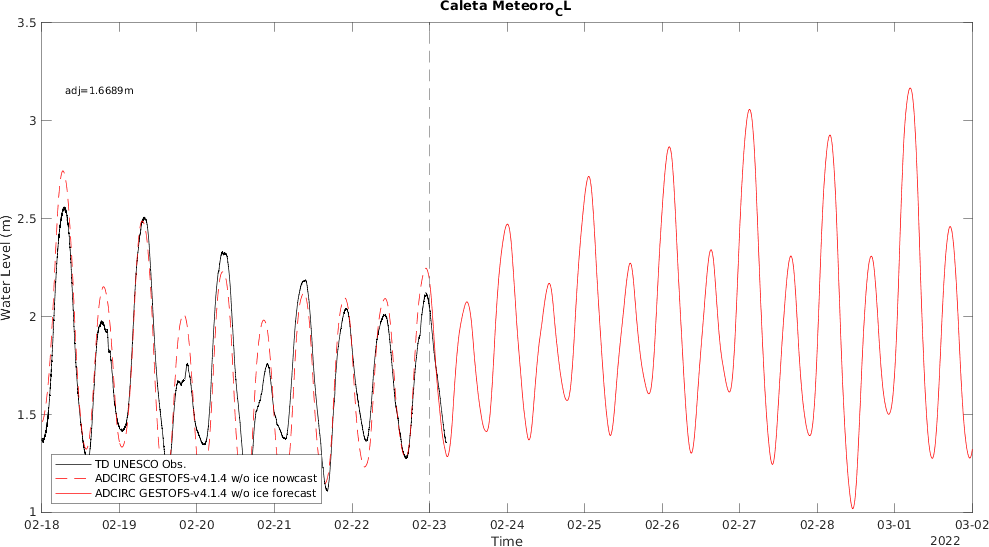 Caleta Meteoro_CL
adj=1.6689m
3.5
3
2.5
2
1.5
1
Water Level (m)
TD UNESCO Obs.
ADCIRC GESTOFS-v4.1.4 w/o ice nowcast
ADCIRC GESTOFS-v4.1.4 w/o ice forecast
02-18 02-19 02-20 02-21 02-22 02-23 02-24 02-25 02-26 02-27 02-28 03-01 03-02
Time
2022